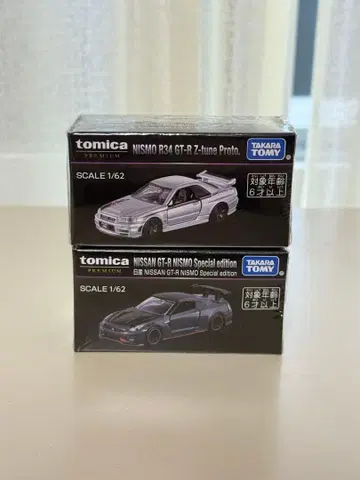 tomica
PREMIUM
NISMO R34 GT-R Z-tune Proto.
TAKARA
TOMY
SCALE 1/62
対象年齢
6才以上
tomica
PREMIUM
NISSAN GT-R NISMO Special edition
日産 NISSAN GT-R NISMO Special edition
TAKARA
TOMY
SCALE 1/62
対象年齢
6才以上